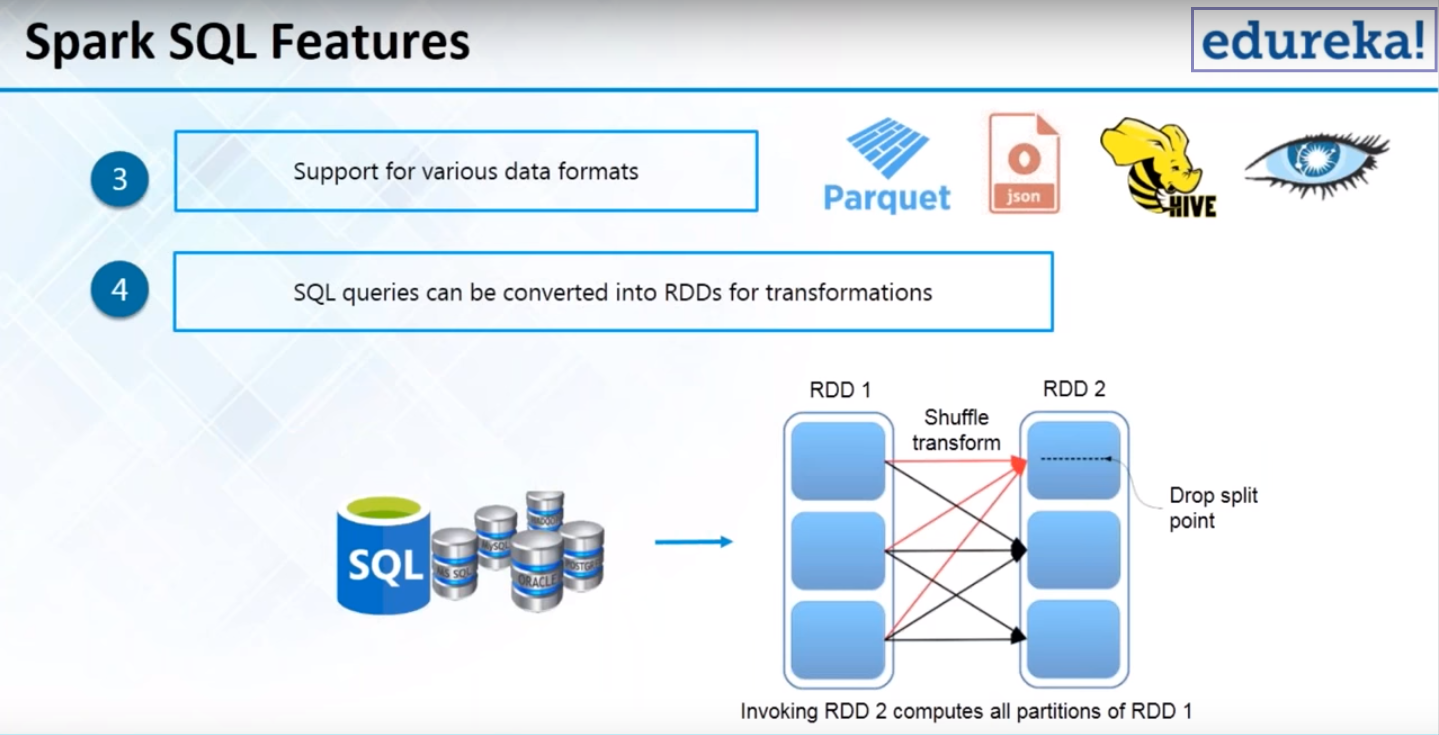 Spark SQL Features
edureka!
3
Support for various data formats
Parquet
json
HIVE
4
SQL queries can be converted into RDDs for transformations
RDD 1
RDD 2
Shuffle
transform
Drop split
point
SQL
MS SQL
MySQL
ORACLE
Invoking RDD 2 computes all partitions of RDD 1